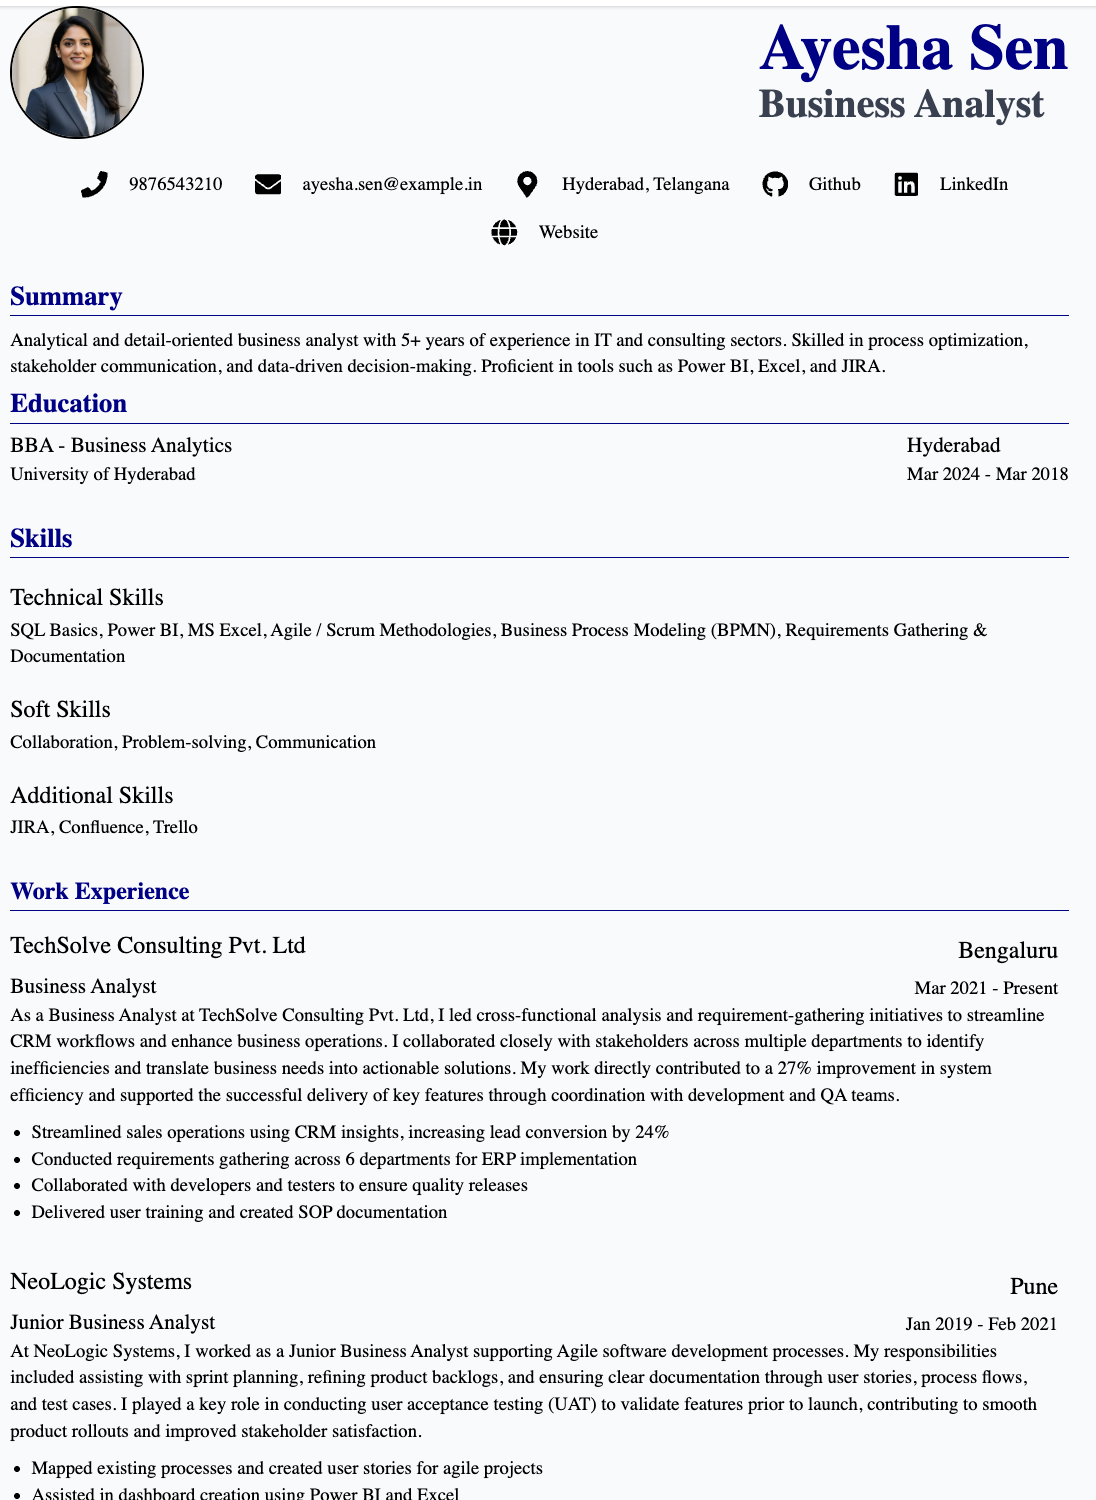 Ayesha Sen
Business Analyst
9876543210 ayesha.sen@example.in Hyderabad, Telangana Github LinkedIn
Website
Summary
Analytical and detail-oriented business analyst with 5+ years of experience in IT and consulting sectors. Skilled in process optimization,
stakeholder communication, and data-driven decision-making. Proficient in tools such as Power BI, Excel, and JIRA.
Education
BBA - Business Analytics Hyderabad
University of Hyderabad Mar 2024 - Mar 2018
Skills
Technical Skills
SQL Basics, Power BI, MS Excel, Agile / Scrum Methodologies, Business Process Modeling (BPMN), Requirements Gathering &
Documentation
Soft Skills
Collaboration, Problem-solving, Communication
Additional Skills
JIRA, Confluence, Trello
Work Experience
TechSolve Consulting Pvt. Ltd Bengaluru
Business Analyst Mar 2021 - Present
As a Business Analyst at TechSolve Consulting Pvt. Ltd, I led cross-functional analysis and requirement-gathering initiatives to streamline
CRM workflows and enhance business operations. I collaborated closely with stakeholders across multiple departments to identify
inefficiencies and translate business needs into actionable solutions. My work directly contributed to a 27% improvement in system
efficiency and supported the successful delivery of key features through coordination with development and QA teams.
• Streamlined sales operations using CRM insights, increasing lead conversion by 24%
• Conducted requirements gathering across 6 departments for ERP implementation
• Collaborated with developers and testers to ensure quality releases
• Delivered user training and created SOP documentation
NeoLogic Systems Pune
Junior Business Analyst Jan 2019 - Feb 2021
At NeoLogic Systems, I worked as a Junior Business Analyst supporting Agile software development processes. My responsibilities
included assisting with sprint planning, refining product backlogs, and ensuring clear documentation through user stories, process flows,
and test cases. I played a key role in conducting user acceptance testing (UAT) to validate features prior to launch, contributing to smooth
product rollouts and improved stakeholder satisfaction.
• Mapped existing processes and created user stories for agile projects
• Assisted in dashboard creation using Power BI and Excel